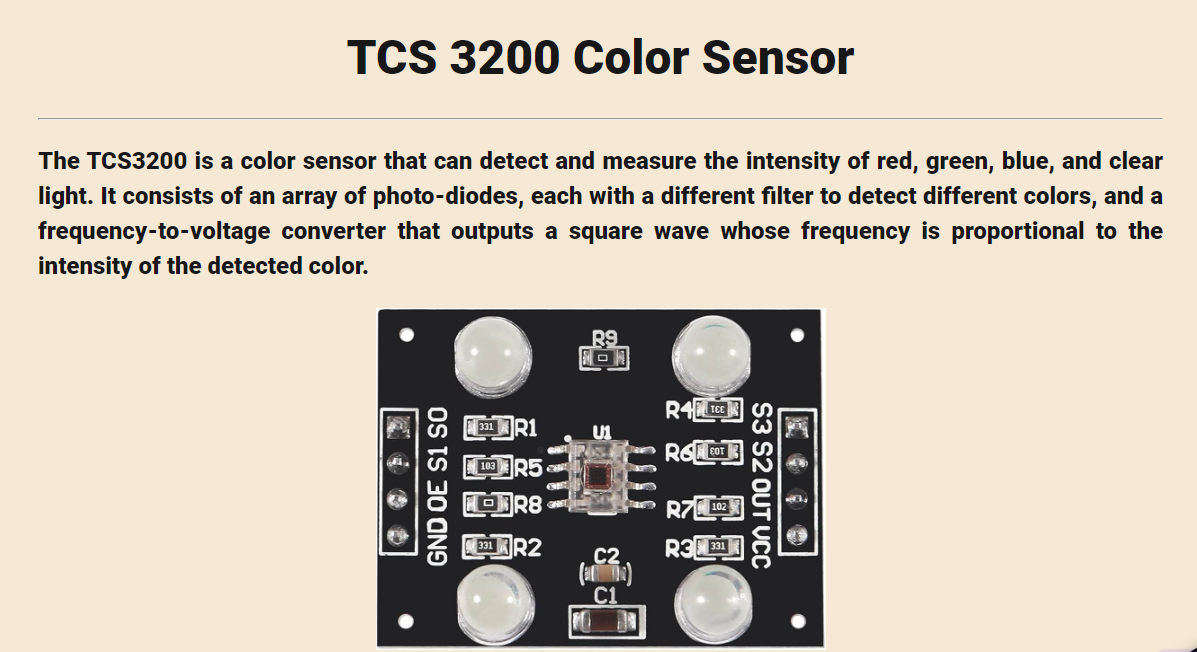 TCS 3200 Color Sensor
The TCS3200 is a color sensor that can detect and measure the intensity of red, green, blue, and clear
light. It consists of an array of photo-diodes, each with a different filter to detect different colors, and a
frequency-to-voltage converter that outputs a square wave whose frequency is proportional to the
intensity of the detected color.
R9
R4 331
331 R1
U1
R6 103
103 R5
R8
R7 102
331 R2
R3 331
C2
C1
GND OE S1 S0
S3 S2 OUT VCC